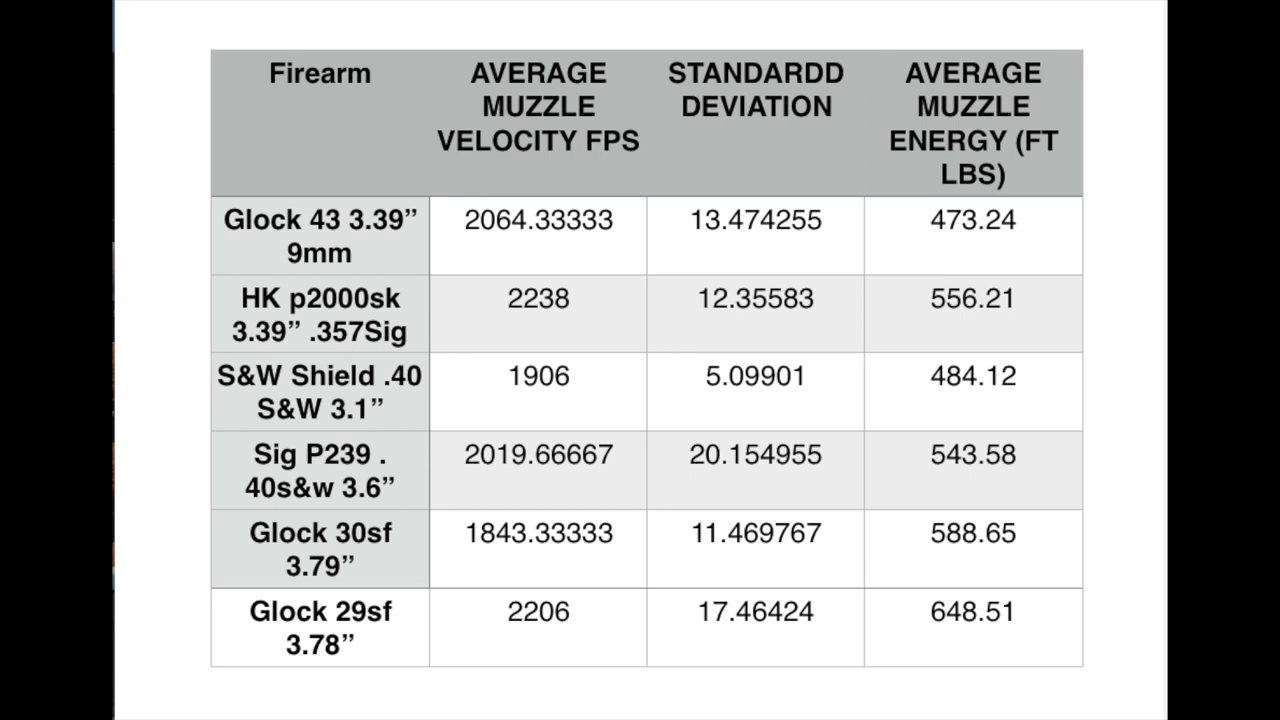 Firearm
AVERAGE
MUZZLE
VELOCITY FPS
STANDARDD
DEVIATION
AVERAGE
MUZZLE
ENERGY (FT
LBS)
Glock 43 3.39”
9mm
2064.33333
13.474255
473.24
HK p2000sk
3.39” .357Sig
2238
12.35583
556.21
S&W Shield .40
S&W 3.1”
1906
5.09901
484.12
Sig P239 .
40s&w 3.6”
2019.66667
20.154955
543.58
Glock 30sf
3.79”
1843.33333
11.469767
588.65
Glock 29sf
3.78”
2206
17.46424
648.51